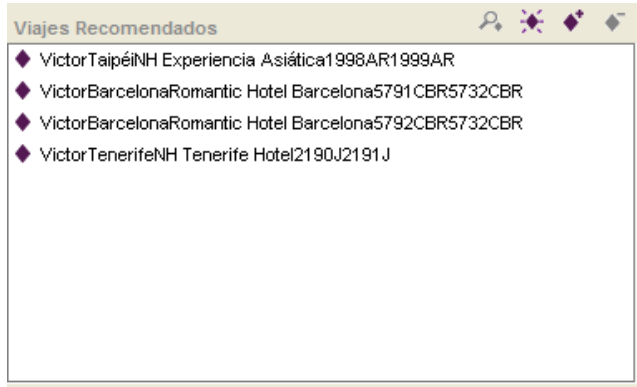 Viajes Recomendados
VictorTaipéiNH Experiencia Asiática1998AR1999AR
VictorBarcelonaRomantic Hotel Barcelona5791CBR5732CBR
VictorBarcelonaRomantic Hotel Barcelona5792CBR5732CBR
VictorTenerifeNH Tenerife Hotel2190J2191J